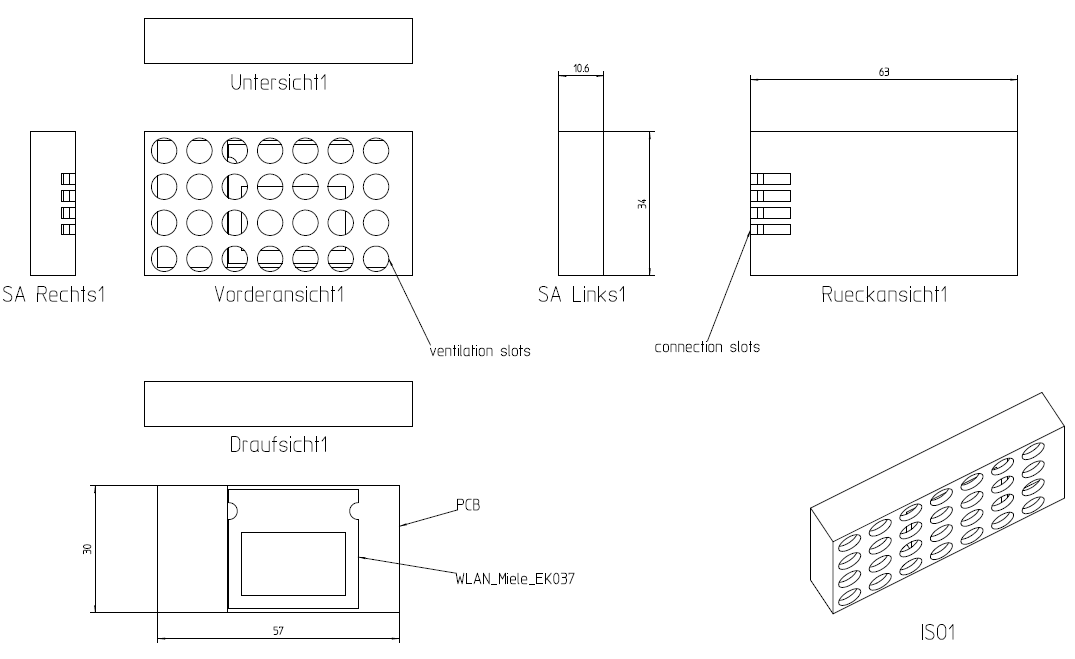 Untersicht1
10.6
63
34
SA Rechts1
Vorderansicht1
SA Links1
Rueckansicht1
ventilation slots
connection slots
Draufsicht1
PCB
30
WLAN_Miele_EK037
57
ISO1